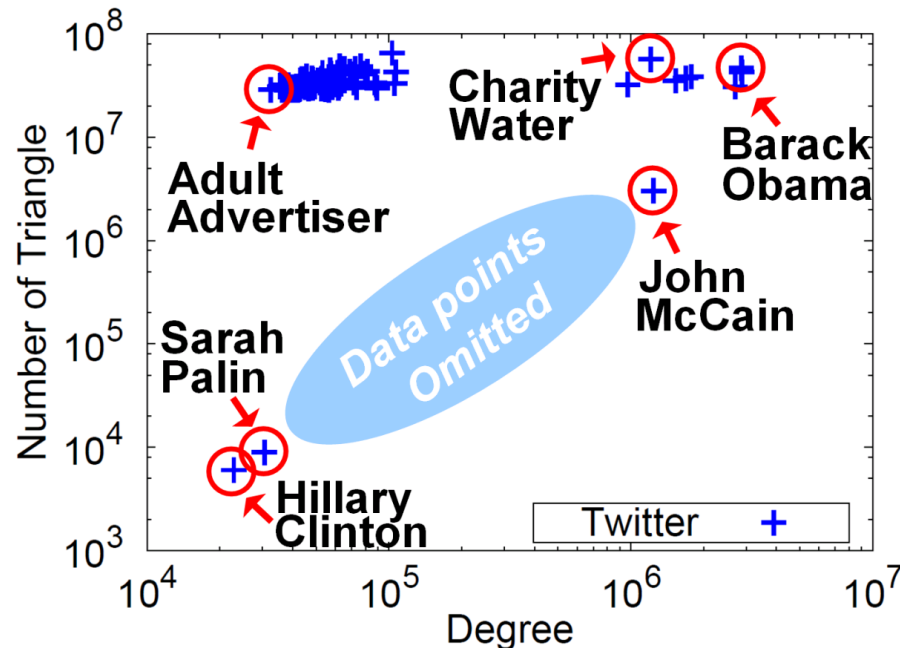 Number of Triangle
10^8
10^7
10^6
10^5
10^4
10^3
Charity
Water
Barack
Obama
Adult
Advertiser
John
McCain
Data points
Omitted
Sarah
Palin
Hillary
Clinton
Twitter
10^4
10^5
10^6
10^7
Degree